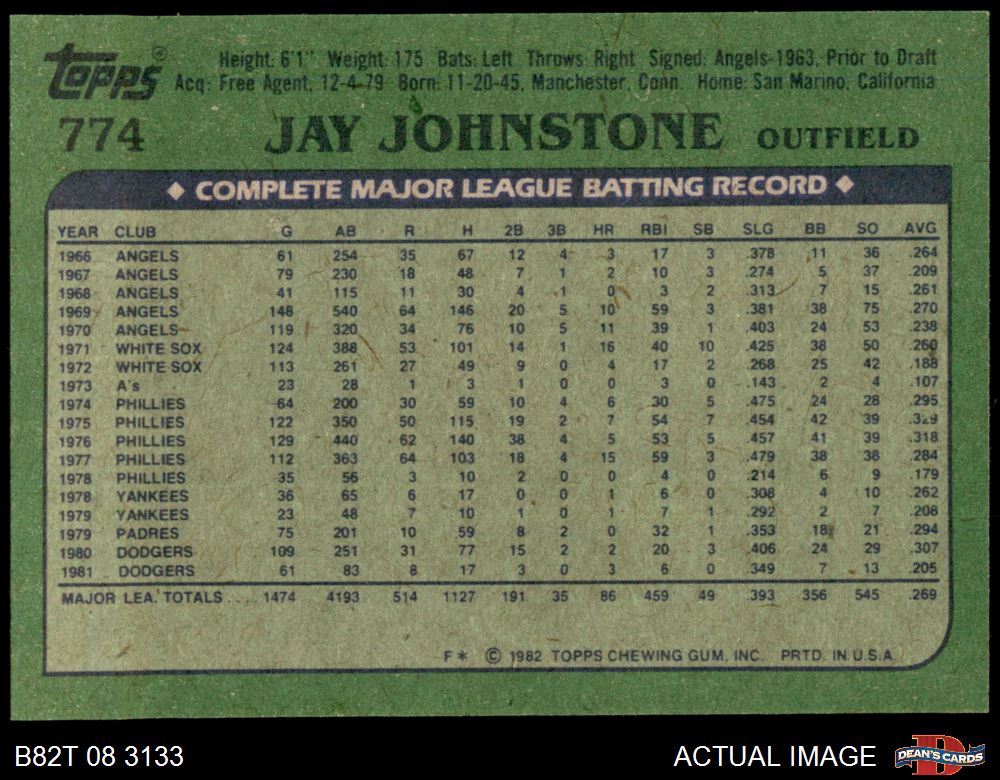 Topps®
Height: 6'1" Weight: 175 Bats: Left Throws: Right Signed: Angels-1963, Prior to Draft
Acq: Free Agent, 12-4-79 Born: 11-20-45, Manchester, Conn. Home: San Marino, California
774 JAY JOHNSTONE OUTFIELD
♦ COMPLETE MAJOR LEAGUE BATTING RECORD ♦
YEAR CLUB G AB R H 2B 3B HR RBI SB SLG BB SO AVG
1966 ANGELS 61 254 35 67 12 4 3 17 3 .378 11 36 .264
1967 ANGELS 79 230 18 48 7 1 2 10 3 .274 5 37 .209
1968 ANGELS 41 115 11 30 4 1 0 3 2 .313 7 15 .261
1969 ANGELS 148 540 64 146 20 5 10 59 3 .381 38 75 .270
1970 ANGELS 119 320 34 76 10 5 11 39 1 .403 24 53 .238
1971 WHITE SOX 124 388 53 101 14 1 16 40 10 .425 38 50 .260
1972 WHITE SOX 113 261 27 49 9 0 4 17 2 .268 25 42 .188
1973 A's 23 28 1 3 1 0 0 3 0 .143 2 4 .107
1974 PHILLIES 64 200 30 59 10 4 6 30 5 .475 24 28 .295
1975 PHILLIES 122 350 50 115 19 2 7 54 7 .454 42 39 .329
1976 PHILLIES 129 440 62 140 38 4 5 53 5 .457 41 39 .318
1977 PHILLIES 112 363 64 103 18 4 15 59 3 .479 38 38 .284
1978 PHILLIES 35 56 3 10 2 0 0 4 0 .214 6 9 .179
1978 YANKEES 36 65 6 17 0 0 1 6 0 .308 4 10 .262
1979 YANKEES 23 48 7 10 1 0 1 7 1 .292 2 7 .208
1979 PADRES 75 201 10 59 8 2 0 32 1 .353 18 21 .294
1980 DODGERS 109 251 31 77 15 2 2 20 3 .406 24 29 .307
1981 DODGERS 61 83 8 17 3 0 3 6 0 .349 7 13 .205
MAJOR LEA. TOTALS .... 1474 4193 514 1127 191 35 86 459 49 .393 356 545 .269
F* © 1982 TOPPS CHEWING GUM, INC. PRTD. IN U.S.A.
B82T 08 3133 ACTUAL IMAGE D DEAN'S CARDS